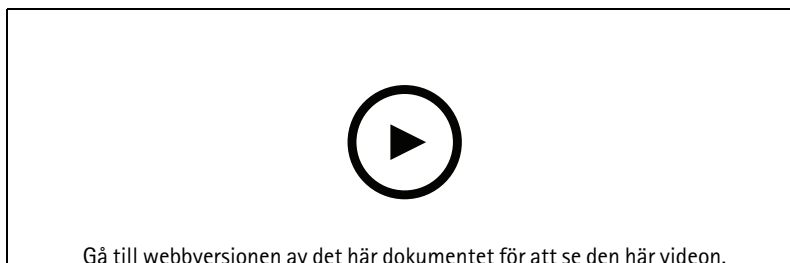 Gå till webbversionen av det här dokumentet för att se den här videon.